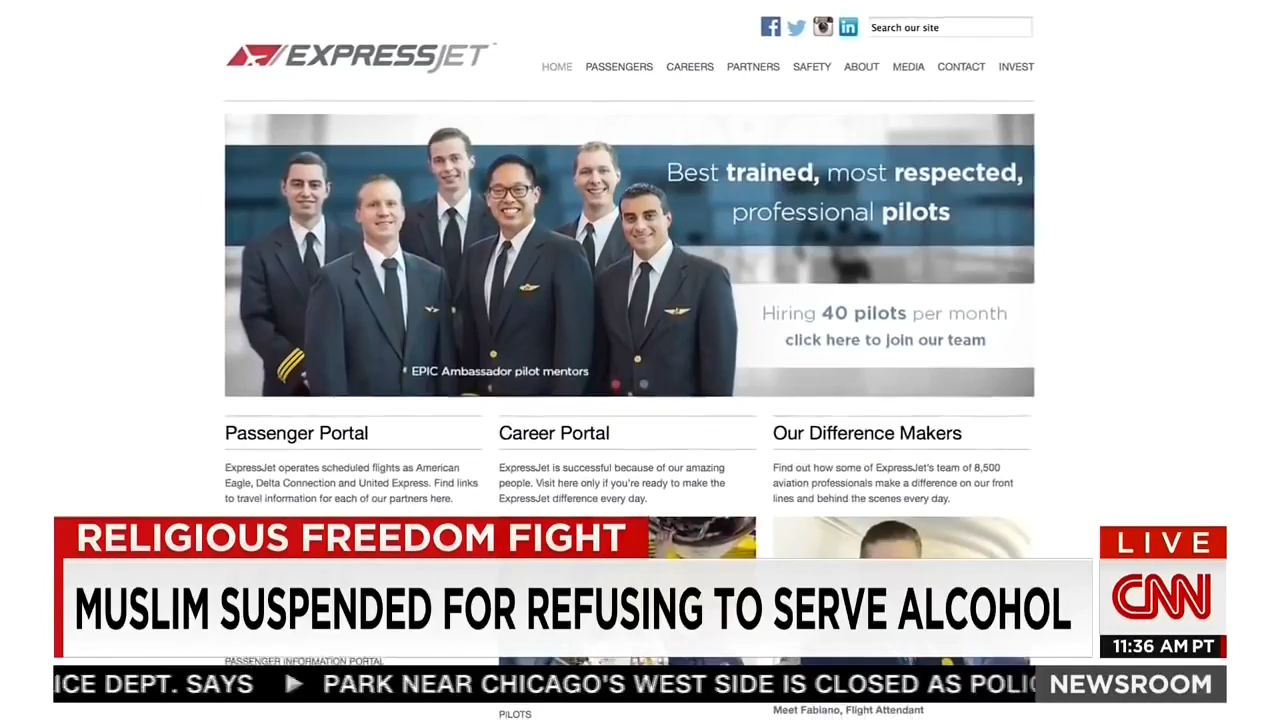 Search our site
EXPRESSJET
HOME PASSENGERS CAREERS PARTNERS SAFETY ABOUT MEDIA CONTACT INVEST
Best trained, most respected,
professional pilots
Hiring 40 pilots per month
click here to join our team
EPIC Ambassador pilot mentors
Passenger Portal
ExpressJet operates scheduled flights as American
Eagle, Delta Connection and United Express. Find links
to travel information for each of our partners here.
Career Portal
ExpressJet is successful because of our amazing
people. Visit here only if you're ready to make the
ExpressJet difference every day.
Our Difference Makers
Find out how some of ExpressJet's team of 8,500
aviation professionals make a difference on our front
lines and behind the scenes every day.
RELIGIOUS FREEDOM FIGHT
MUSLIM SUSPENDED FOR REFUSING TO SERVE ALCOHOL
LIVE
CNN
11:36 AM PT
PASSENGER INFORMATION PORTAL
ICE DEPT. SAYS ▶ PARK NEAR CHICAGO'S WEST SIDE IS CLOSED AS POLIC
NEWSROOM
PILOTS
Meet Fabiano, Flight Attendant